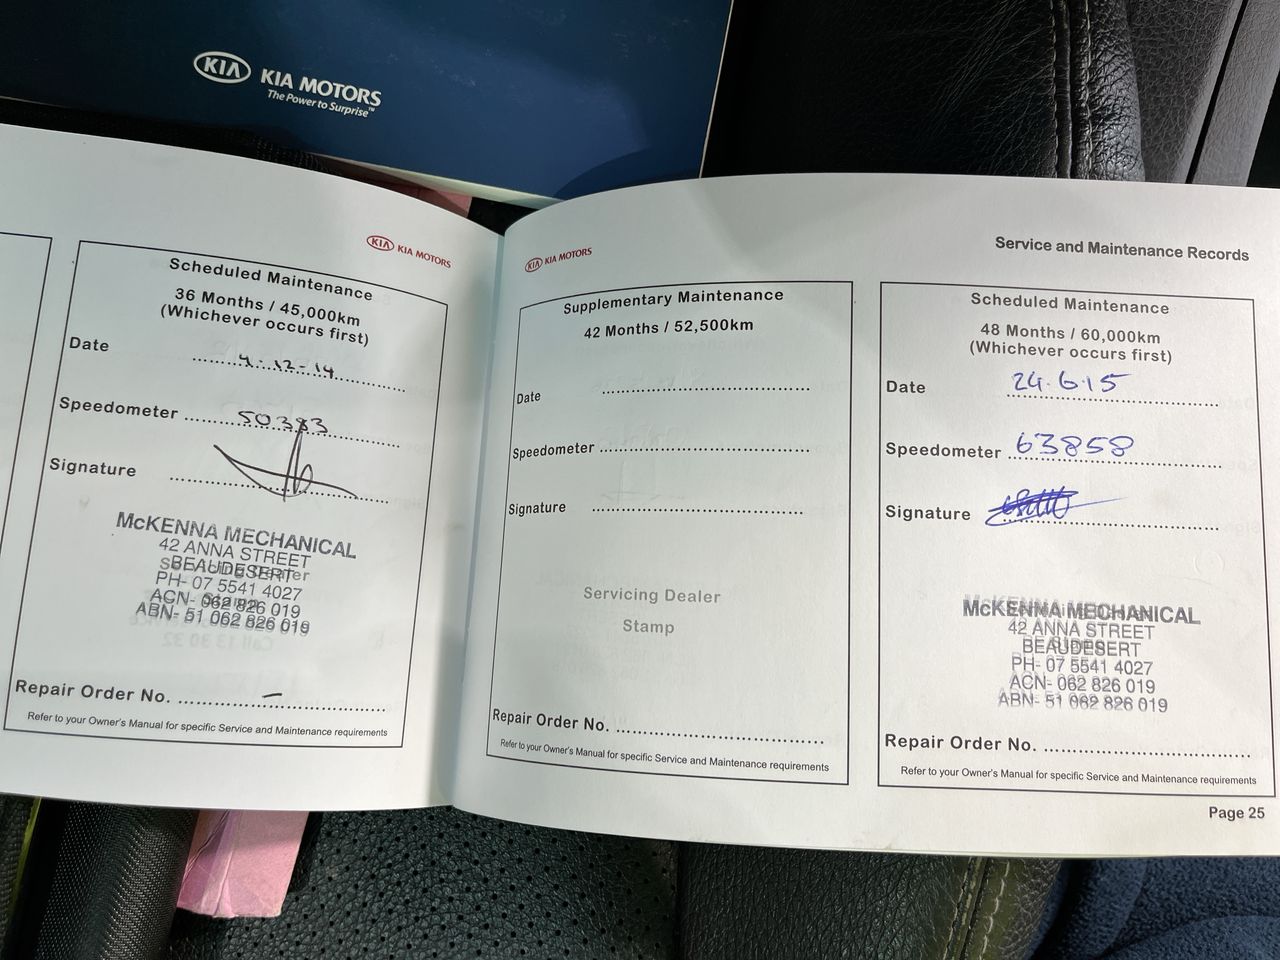 KIA KIA MOTORS
The Power to Surprise™
KIA KIA MOTORS
Scheduled Maintenance
36 Months / 45,000km
(Whichever occurs first)
Date 4-12-14
Speedometer 50383
Signature
McKENNA MECHANICAL
42 ANNA STREET
BEAUDESERT
PH- 07 5541 4027
ACN- 062 826 019
ABN- 51 062 826 019
Repair Order No. –
Refer to your Owner's Manual for specific Service and Maintenance requirements
KIA KIA MOTORS
Service and Maintenance Records
Supplementary Maintenance
42 Months / 52,500km
Date
Speedometer
Signature
Servicing Dealer
Stamp
Repair Order No.
Refer to your Owner's Manual for specific Service and Maintenance requirements
Scheduled Maintenance
48 Months / 60,000km
(Whichever occurs first)
Date 24.6.15
Speedometer 63858
Signature
McKENNA MECHANICAL
42 ANNA STREET
BEAUDESERT
PH- 07 5541 4027
ACN- 062 826 019
ABN- 51 062 826 019
Repair Order No.
Refer to your Owner's Manual for specific Service and Maintenance requirements
Page 25